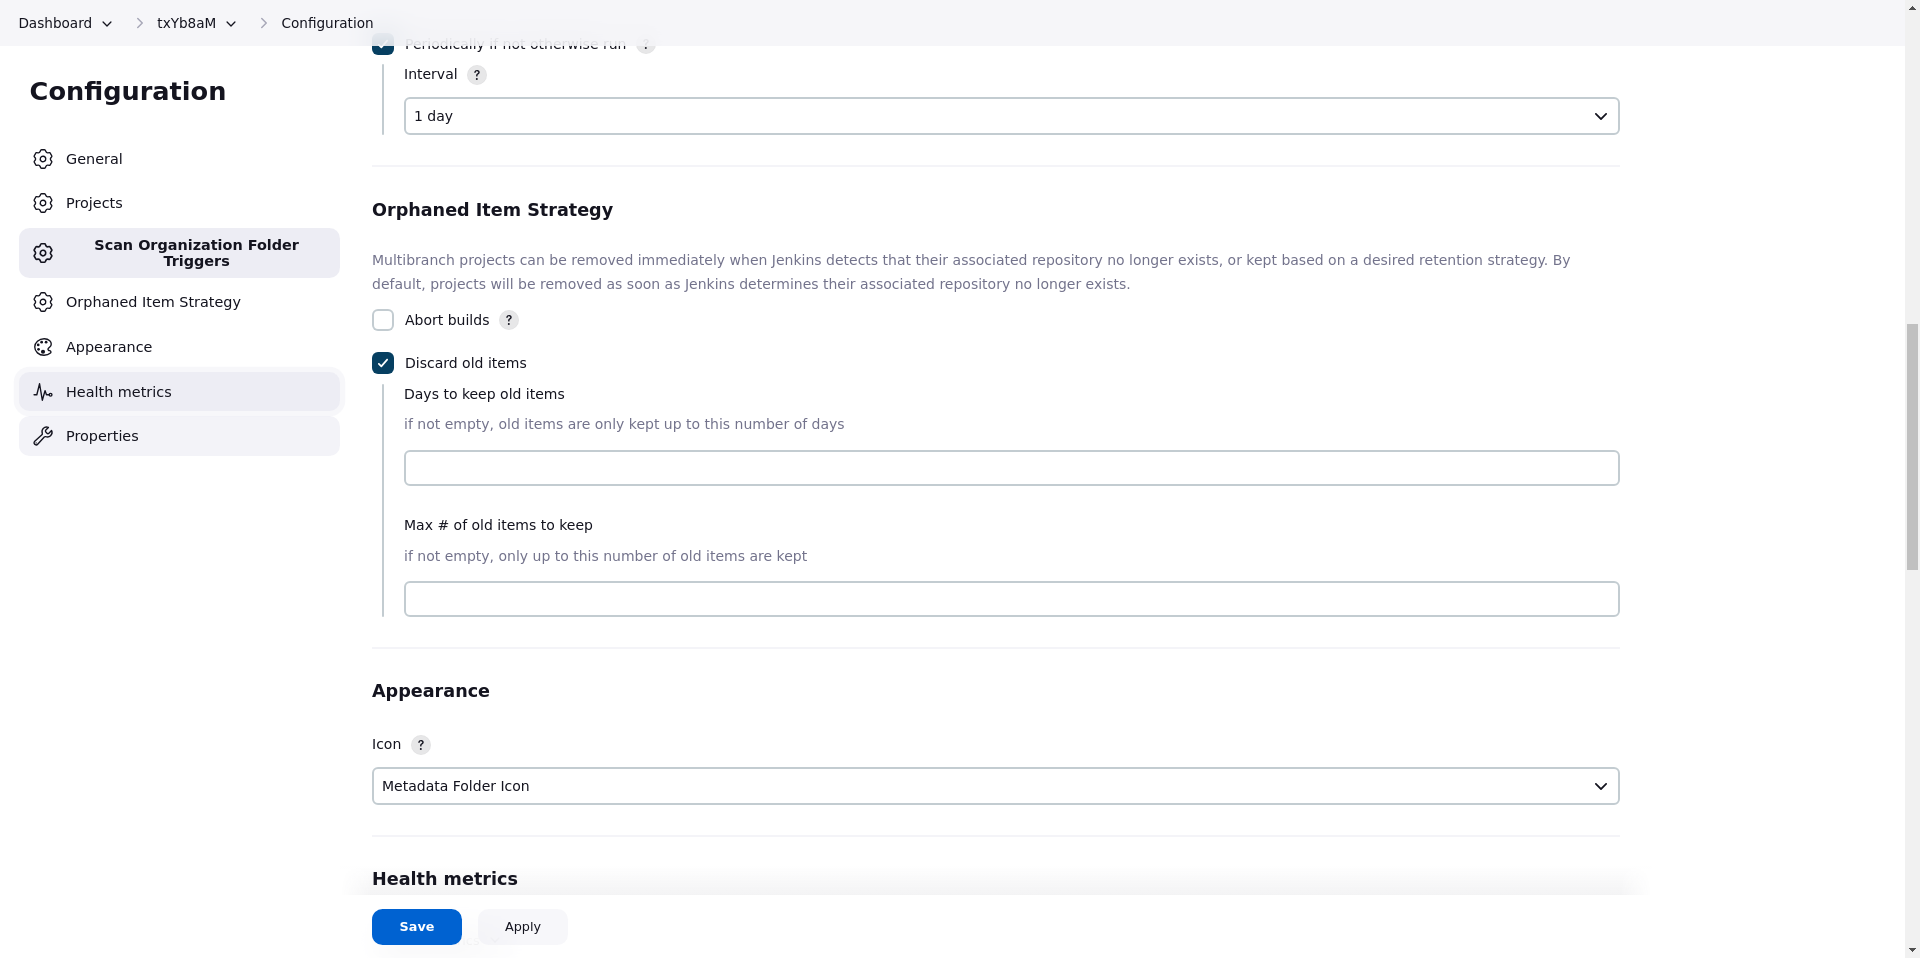 Dashboard
txYb8aM
Configuration
Configuration
General
Projects
Scan Organization Folder
Triggers
Orphaned Item Strategy
Appearance
Health metrics
Properties
Periodically if not otherwise run ?
Interval ?
1 day
Orphaned Item Strategy
Multibranch projects can be removed immediately when Jenkins detects that their associated repository no longer exists, or kept based on a desired retention strategy. By
default, projects will be removed as soon as Jenkins determines their associated repository no longer exists.
Abort builds ?
Discard old items
Days to keep old items
if not empty, old items are only kept up to this number of days
Max # of old items to keep
if not empty, only up to this number of old items are kept
Appearance
Icon ?
Metadata Folder Icon
Health metrics
Save
Apply